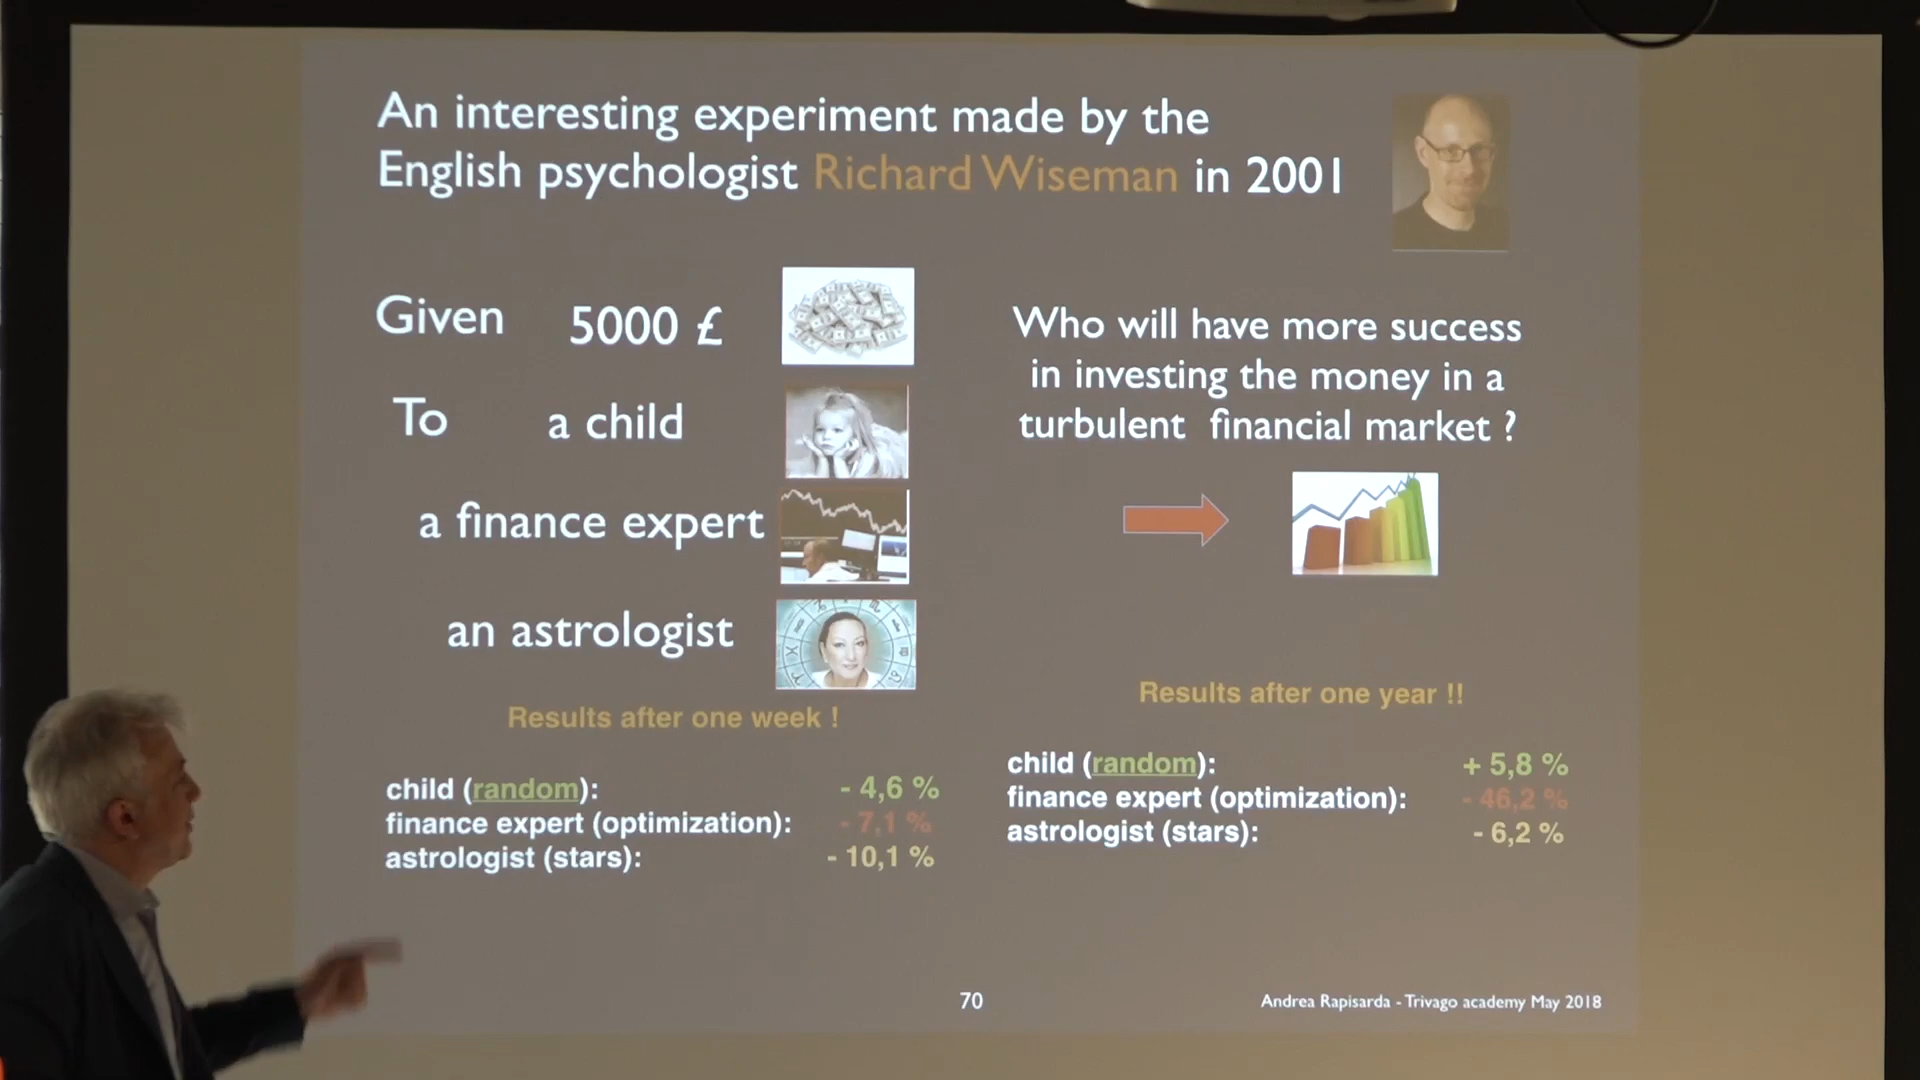 An interesting experiment made by the
English psychologist Richard Wiseman in 2001
Given 5000 £
To a child
a finance expert
an astrologist
Who will have more success
in investing the money in a
turbulent financial market ?
Results after one week !
child (random): - 4,6 %
finance expert (optimization): - 7,1 %
astrologist (stars): - 10,1 %
Results after one year !!
child (random): + 5,8 %
finance expert (optimization): - 46,2 %
astrologist (stars): - 6,2 %
70
Andrea Rapisarda - Trivago academy May 2018